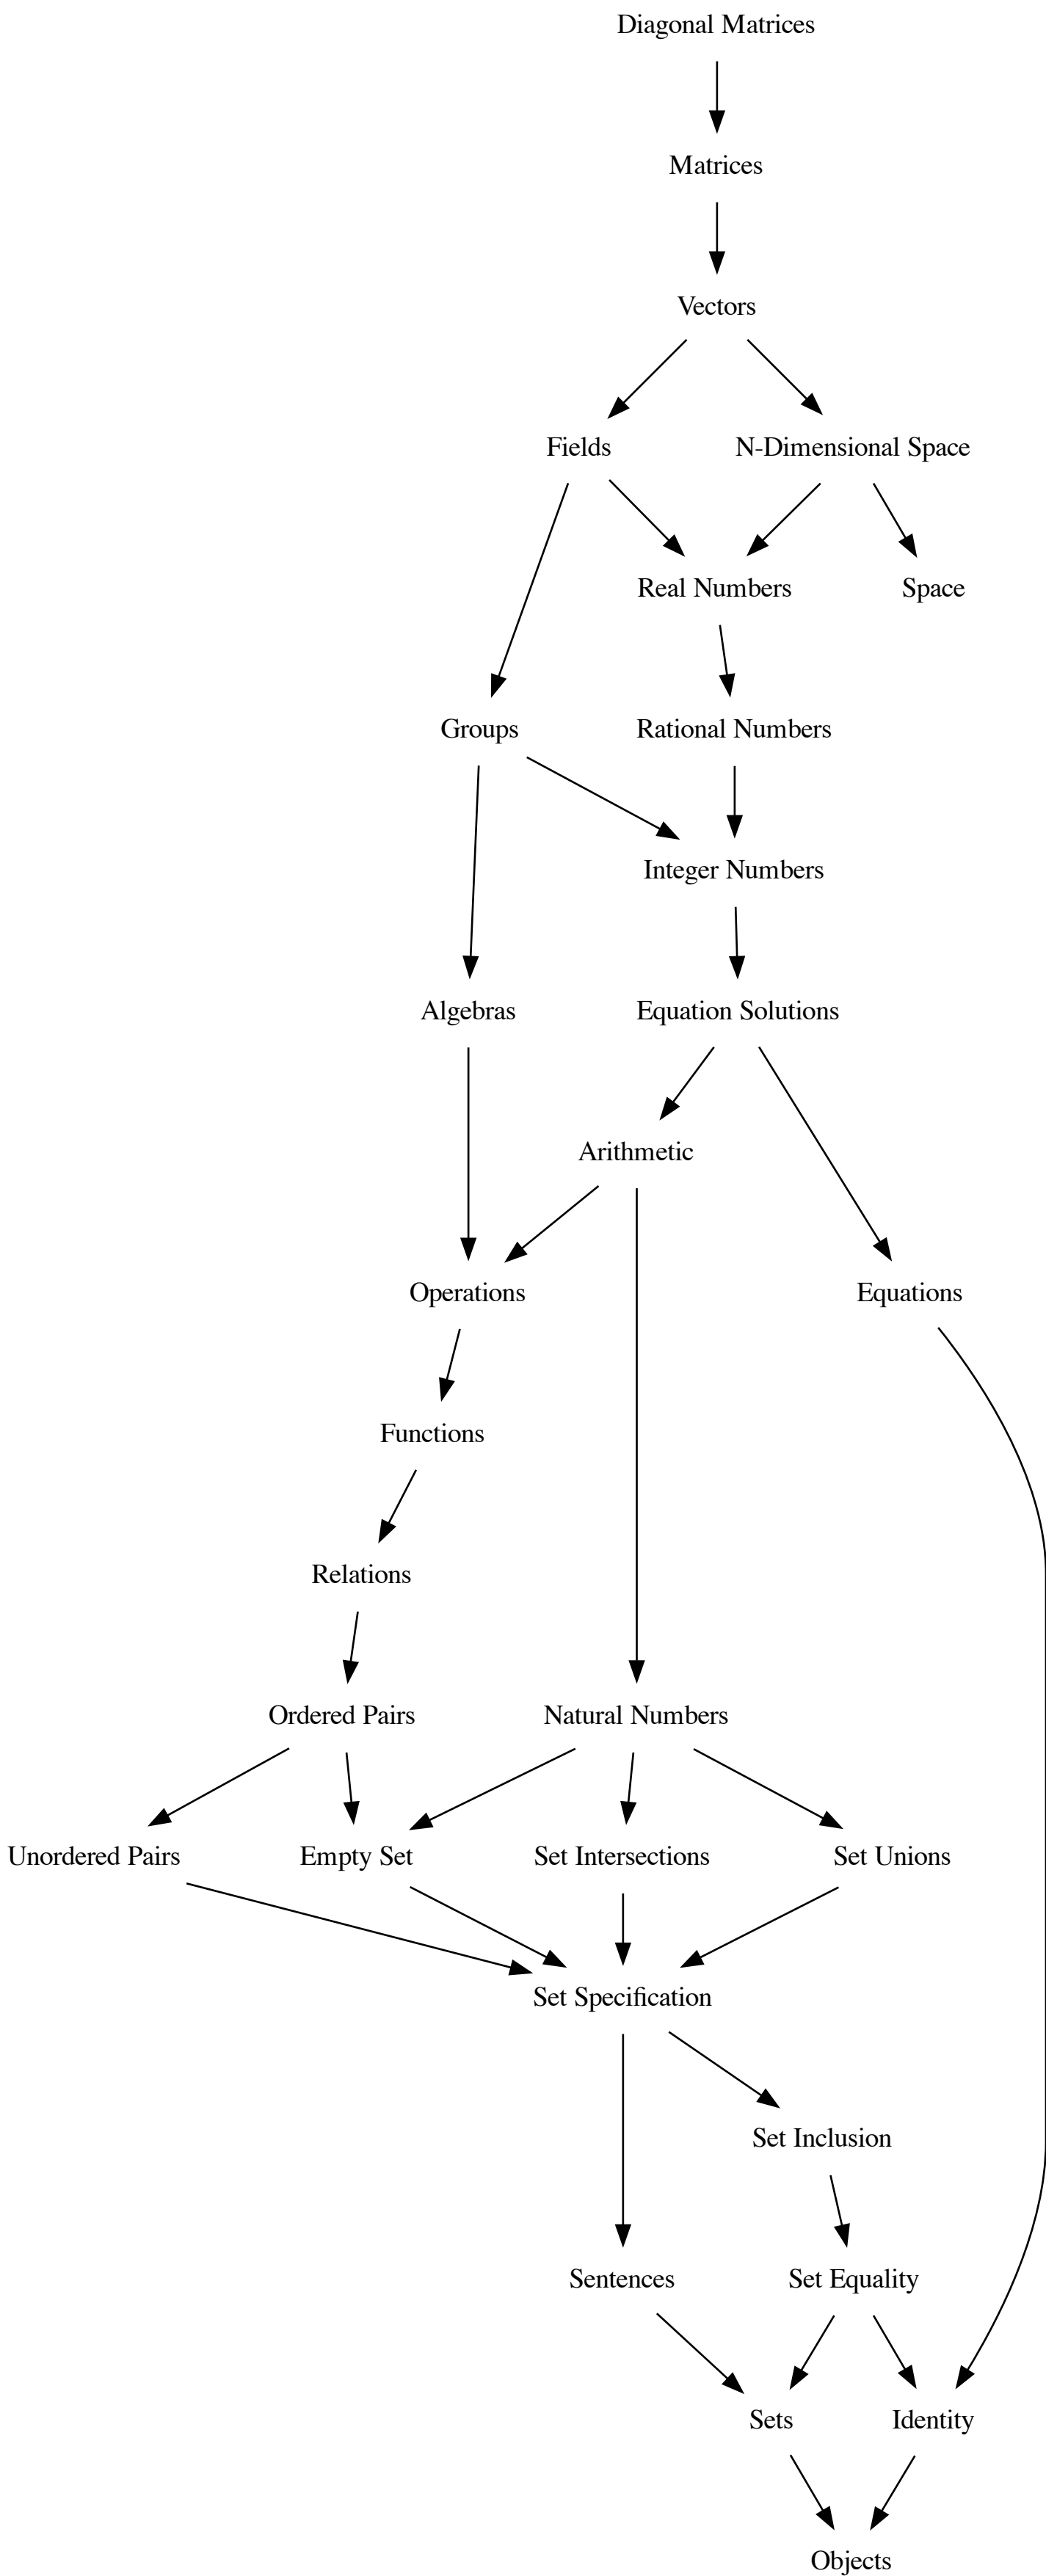 Diagonal Matrices
Matrices
Vectors
Fields
N-Dimensional Space
Real Numbers
Space
Groups
Rational Numbers
Integer Numbers
Algebras
Equation Solutions
Arithmetic
Operations
Equations
Functions
Relations
Ordered Pairs
Natural Numbers
Unordered Pairs
Empty Set
Set Intersections
Set Unions
Set Specification
Set Inclusion
Sentences
Set Equality
Sets
Identity
Objects